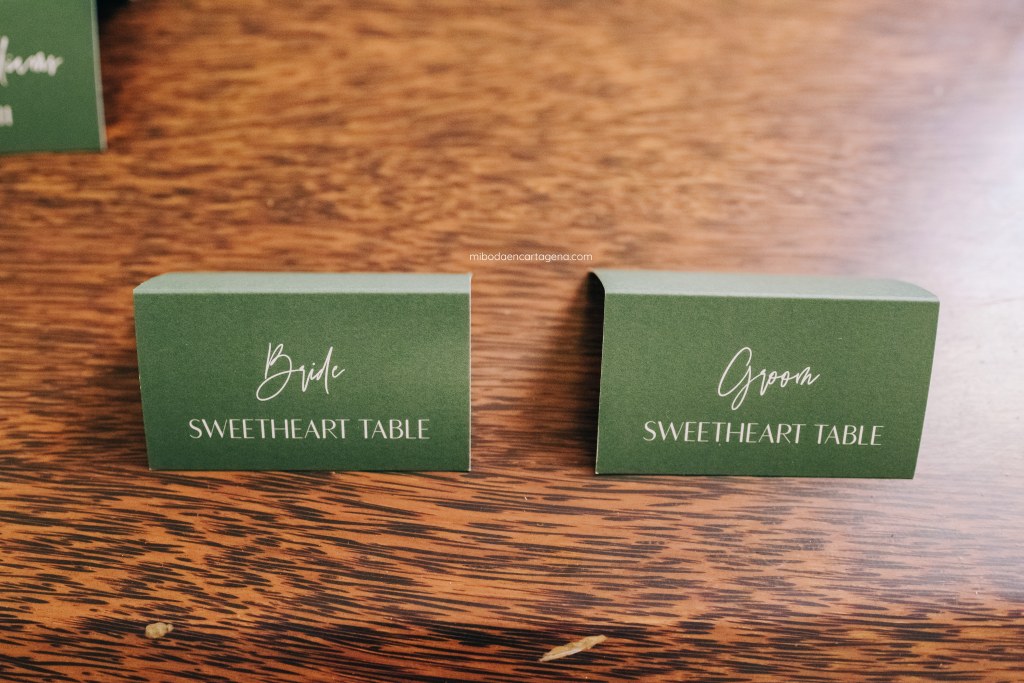 mibodaencartagena.com
Bride
SWEETHEART TABLE
Groom
SWEETHEART TABLE